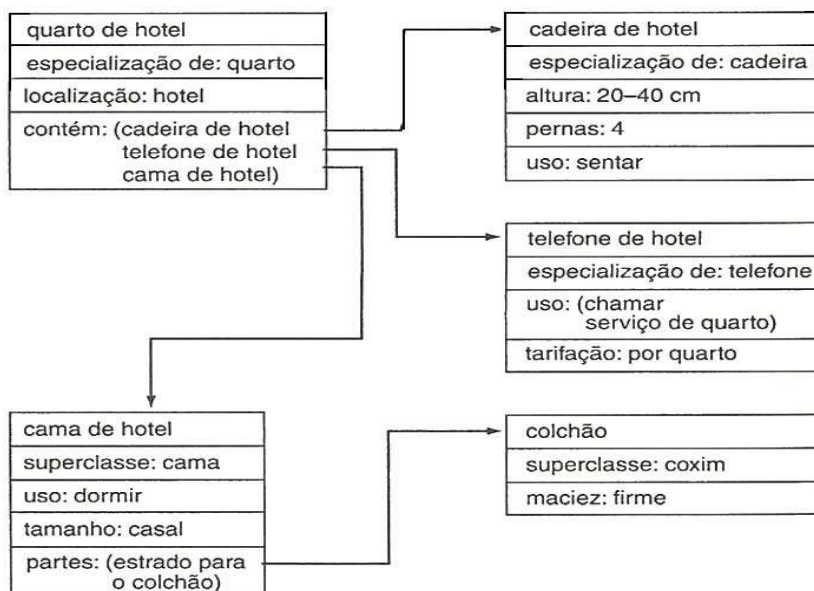 quarto de hotel
especialização de: quarto
localização: hotel
contém: (cadeira de hotel
telefone de hotel
cama de hotel)
cadeira de hotel
especialização de: cadeira
altura: 20–40 cm
pernas: 4
uso: sentar
telefone de hotel
especialização de: telefone
uso: (chamar
serviço de quarto)
tarifação: por quarto
cama de hotel
superclasse: cama
uso: dormir
tamanho: casal
partes: (estrado para
o colchão)
colchão
superclasse: coxim
maciez: firme